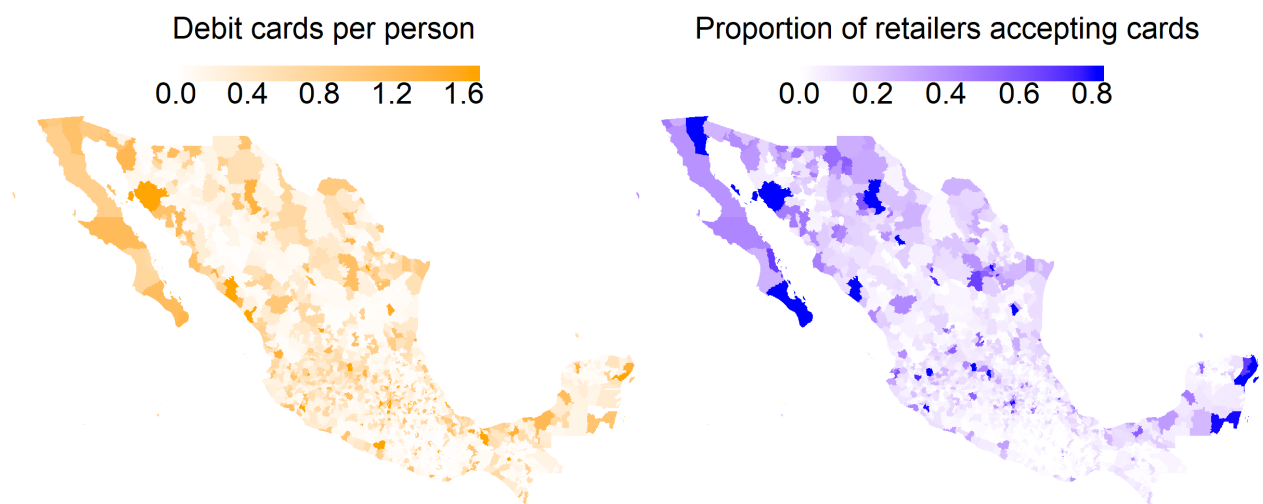 Debit cards per person
0.0 0.4 0.8 1.2 1.6
Proportion of retailers accepting cards
0.0 0.2 0.4 0.6 0.8